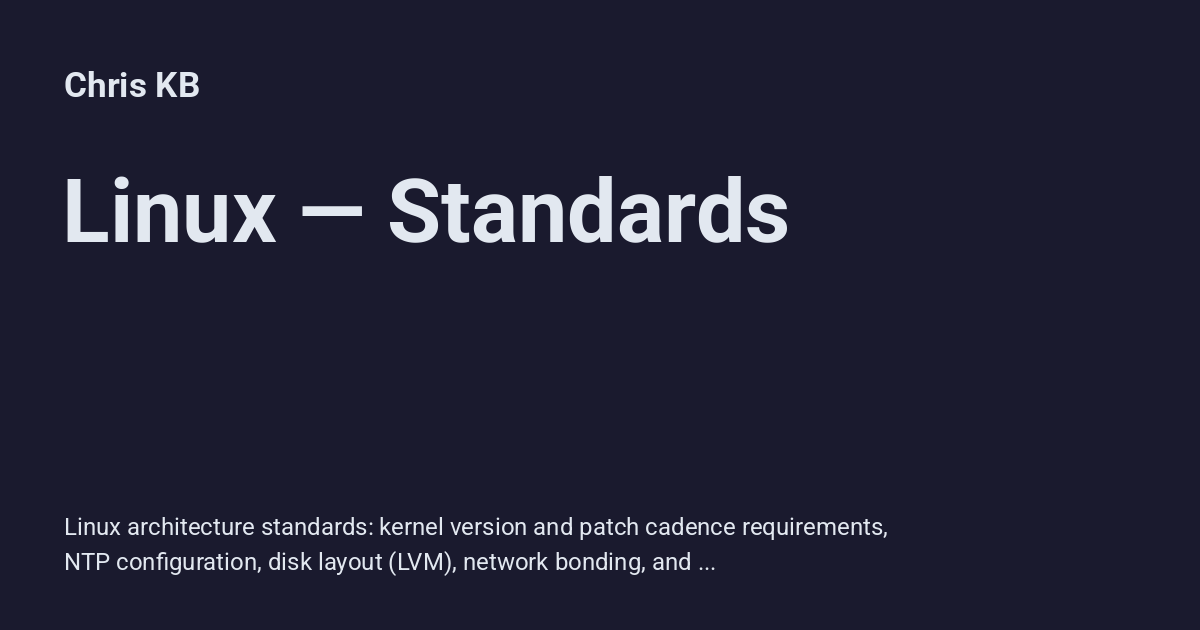 Chris KB
Linux — Standards
Linux architecture standards: kernel version and patch cadence requirements,
NTP configuration, disk layout (LVM), network bonding, and ...